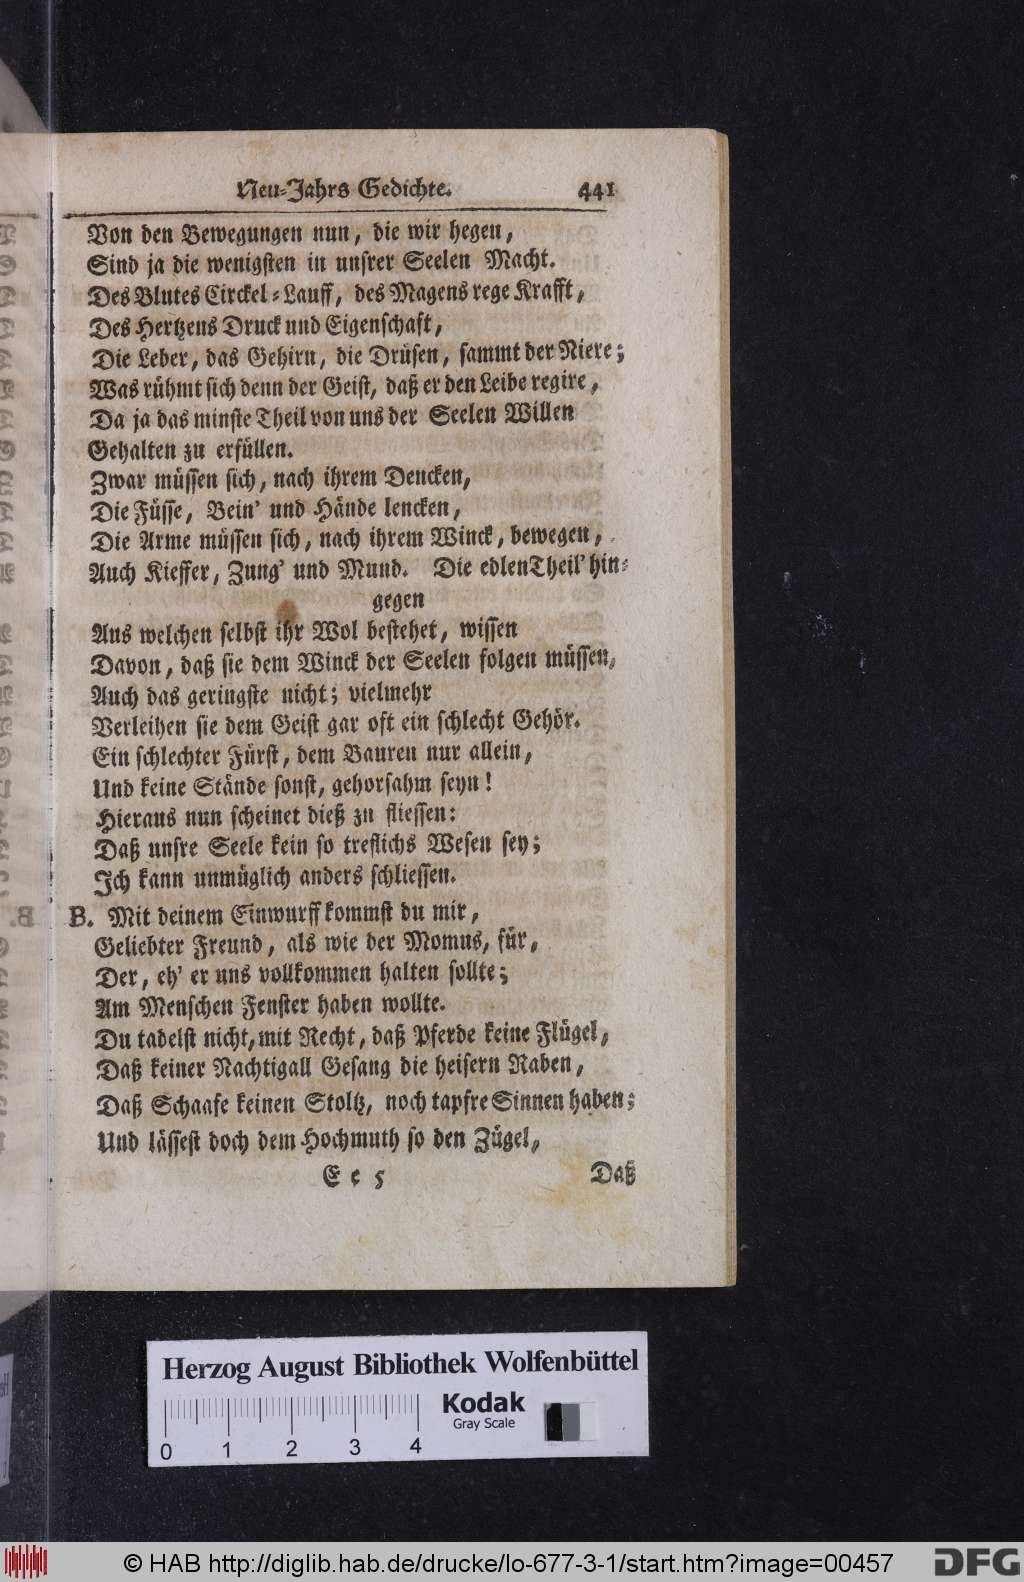 Neu-Jahrs Gedichte. 441
Von den Bewegungen nun, die wir hegen,
Sind ja die wenigsten in unsrer Seelen Macht.
Des Blutes Circkel-Lauff, des Magens rege Krafft,
Des Hertzens Druck und Eigenschaft,
Die Leber, das Gehirn, die Drüsen, sammt der Niere;
Was rühmt sich denn der Geist, daß er den Leibe regire,
Da ja das minste Theil von uns der Seelen Willen
Gehalten zu erfüllen.
Zwar müssen sich, nach ihrem Dencken,
Die Füsse, Bein' und Hände lencken,
Die Arme müssen sich, nach ihrem Winck, bewegen,
Auch Kieffer, Zung' und Mund. Die edlen Theil' hin-
gegen
Aus welchen selbst ihr Wol bestehet, wissen
Davon, daß sie dem Winck der Seelen folgen müssen,
Auch das geringste nicht; vielmehr
Verleihen sie dem Geist gar oft ein schlecht Gehör.
Ein schlechter Fürst, dem Bauren nur allein,
Und keine Stände sonst, gehorsahm seyn!
Hieraus nun scheinet dieß zu fliessen:
Daß unsre Seele kein so treflichs Wesen sey;
Ich kann unmüglich anders schliessen.
B. Mit deinem Einwurff kommst du mir,
Geliebter Freund, als wie der Momus, für,
Der, eh' er uns vollkommen halten sollte;
Am Menschen Fenster haben wollte.
Du tadelst nicht, mit Recht, daß Pferde keine Flügel,
Daß keiner Nachtigall Gesang die heisern Raben,
Daß Schaafe keinen Stoltz, noch tapfre Sinnen haben;
Und lässest doch dem Hochmuth so den Zügel,
E e 5 Daß
Herzog August Bibliothek Wolfenbüttel
Kodak
Gray Scale
0 1 2 3 4
© HAB http://diglib.hab.de/drucke/lo-677-3-1/start.htm?image=00457
DFG